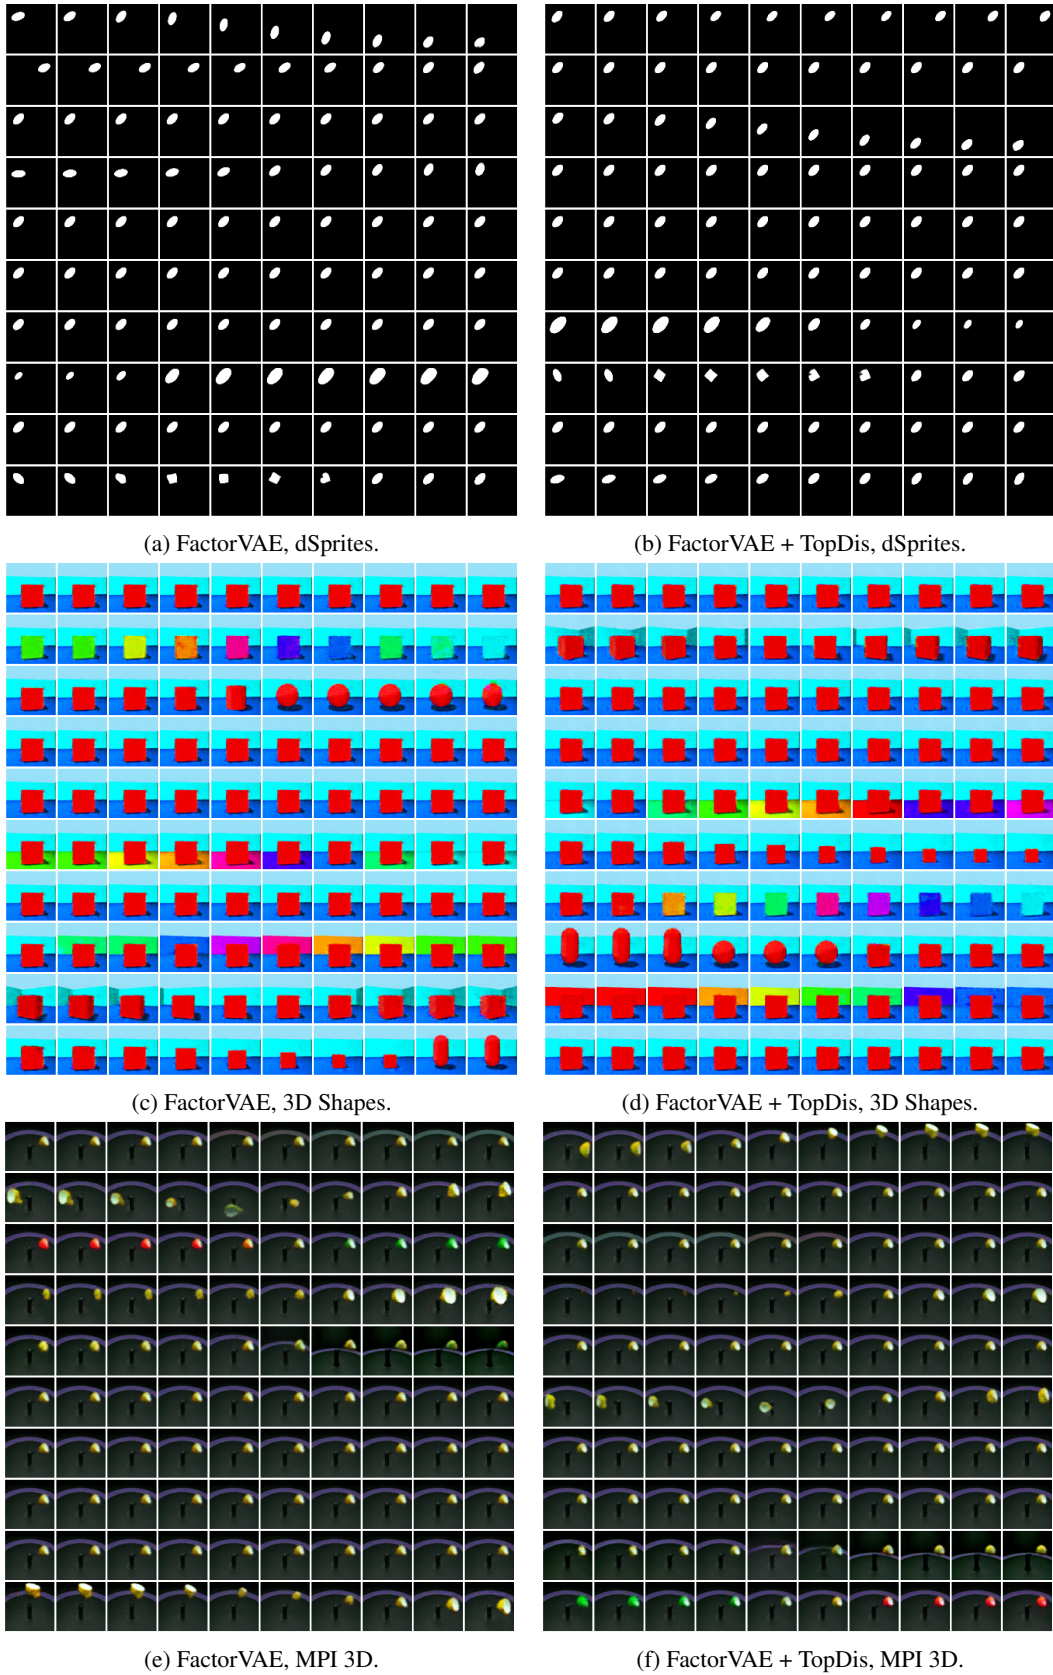 (a) FactorVAE, dSprites.
(b) FactorVAE + TopDis, dSprites.
(c) FactorVAE, 3D Shapes.
(d) FactorVAE + TopDis, 3D Shapes.
(e) FactorVAE, MPI 3D.
(f) FactorVAE + TopDis, MPI 3D.